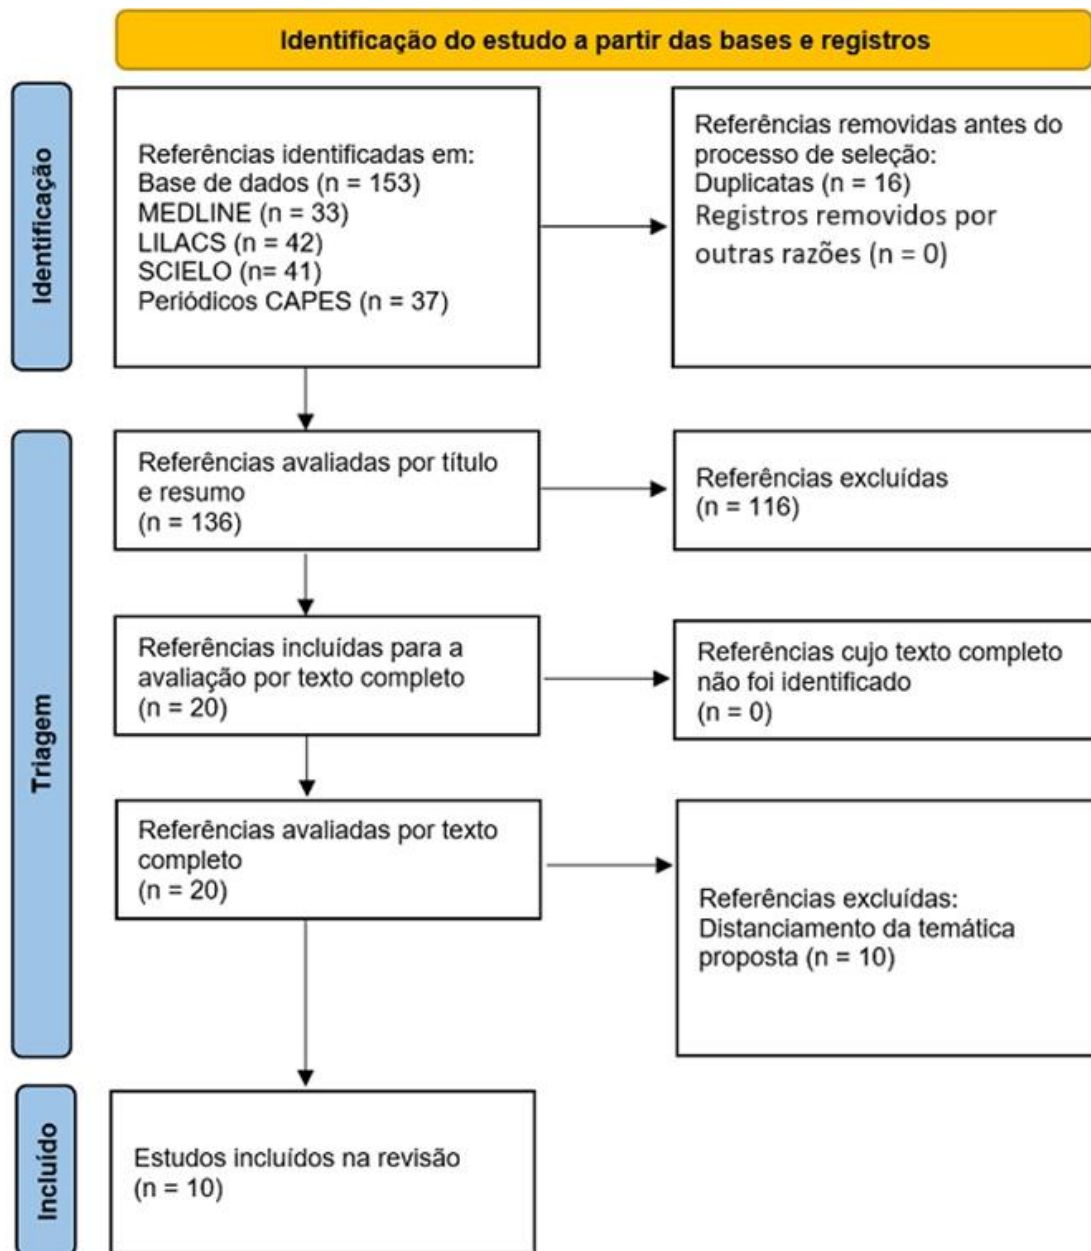 Identificação do estudo a partir das bases e registros
Identificação
Referências identificadas em:
Base de dados (n = 153)
MEDLINE (n = 33)
LILACS (n = 42)
SCIELO (n= 41)
Periódicos CAPES (n = 37)
Referências removidas antes do
processo de seleção:
Duplicatas (n = 16)
Registros removidos por
outras razões (n = 0)
Triagem
Referências avaliadas por título
e resumo
(n = 136)
Referências excluídas
(n = 116)
Referências incluídas para a
avaliação por texto completo
(n = 20)
Referências cujo texto completo
não foi identificado
(n = 0)
Referências avaliadas por texto
completo
(n = 20)
Referências excluídas:
Distanciamento da temática
proposta (n = 10)
Incluído
Estudos incluídos na revisão
(n = 10)